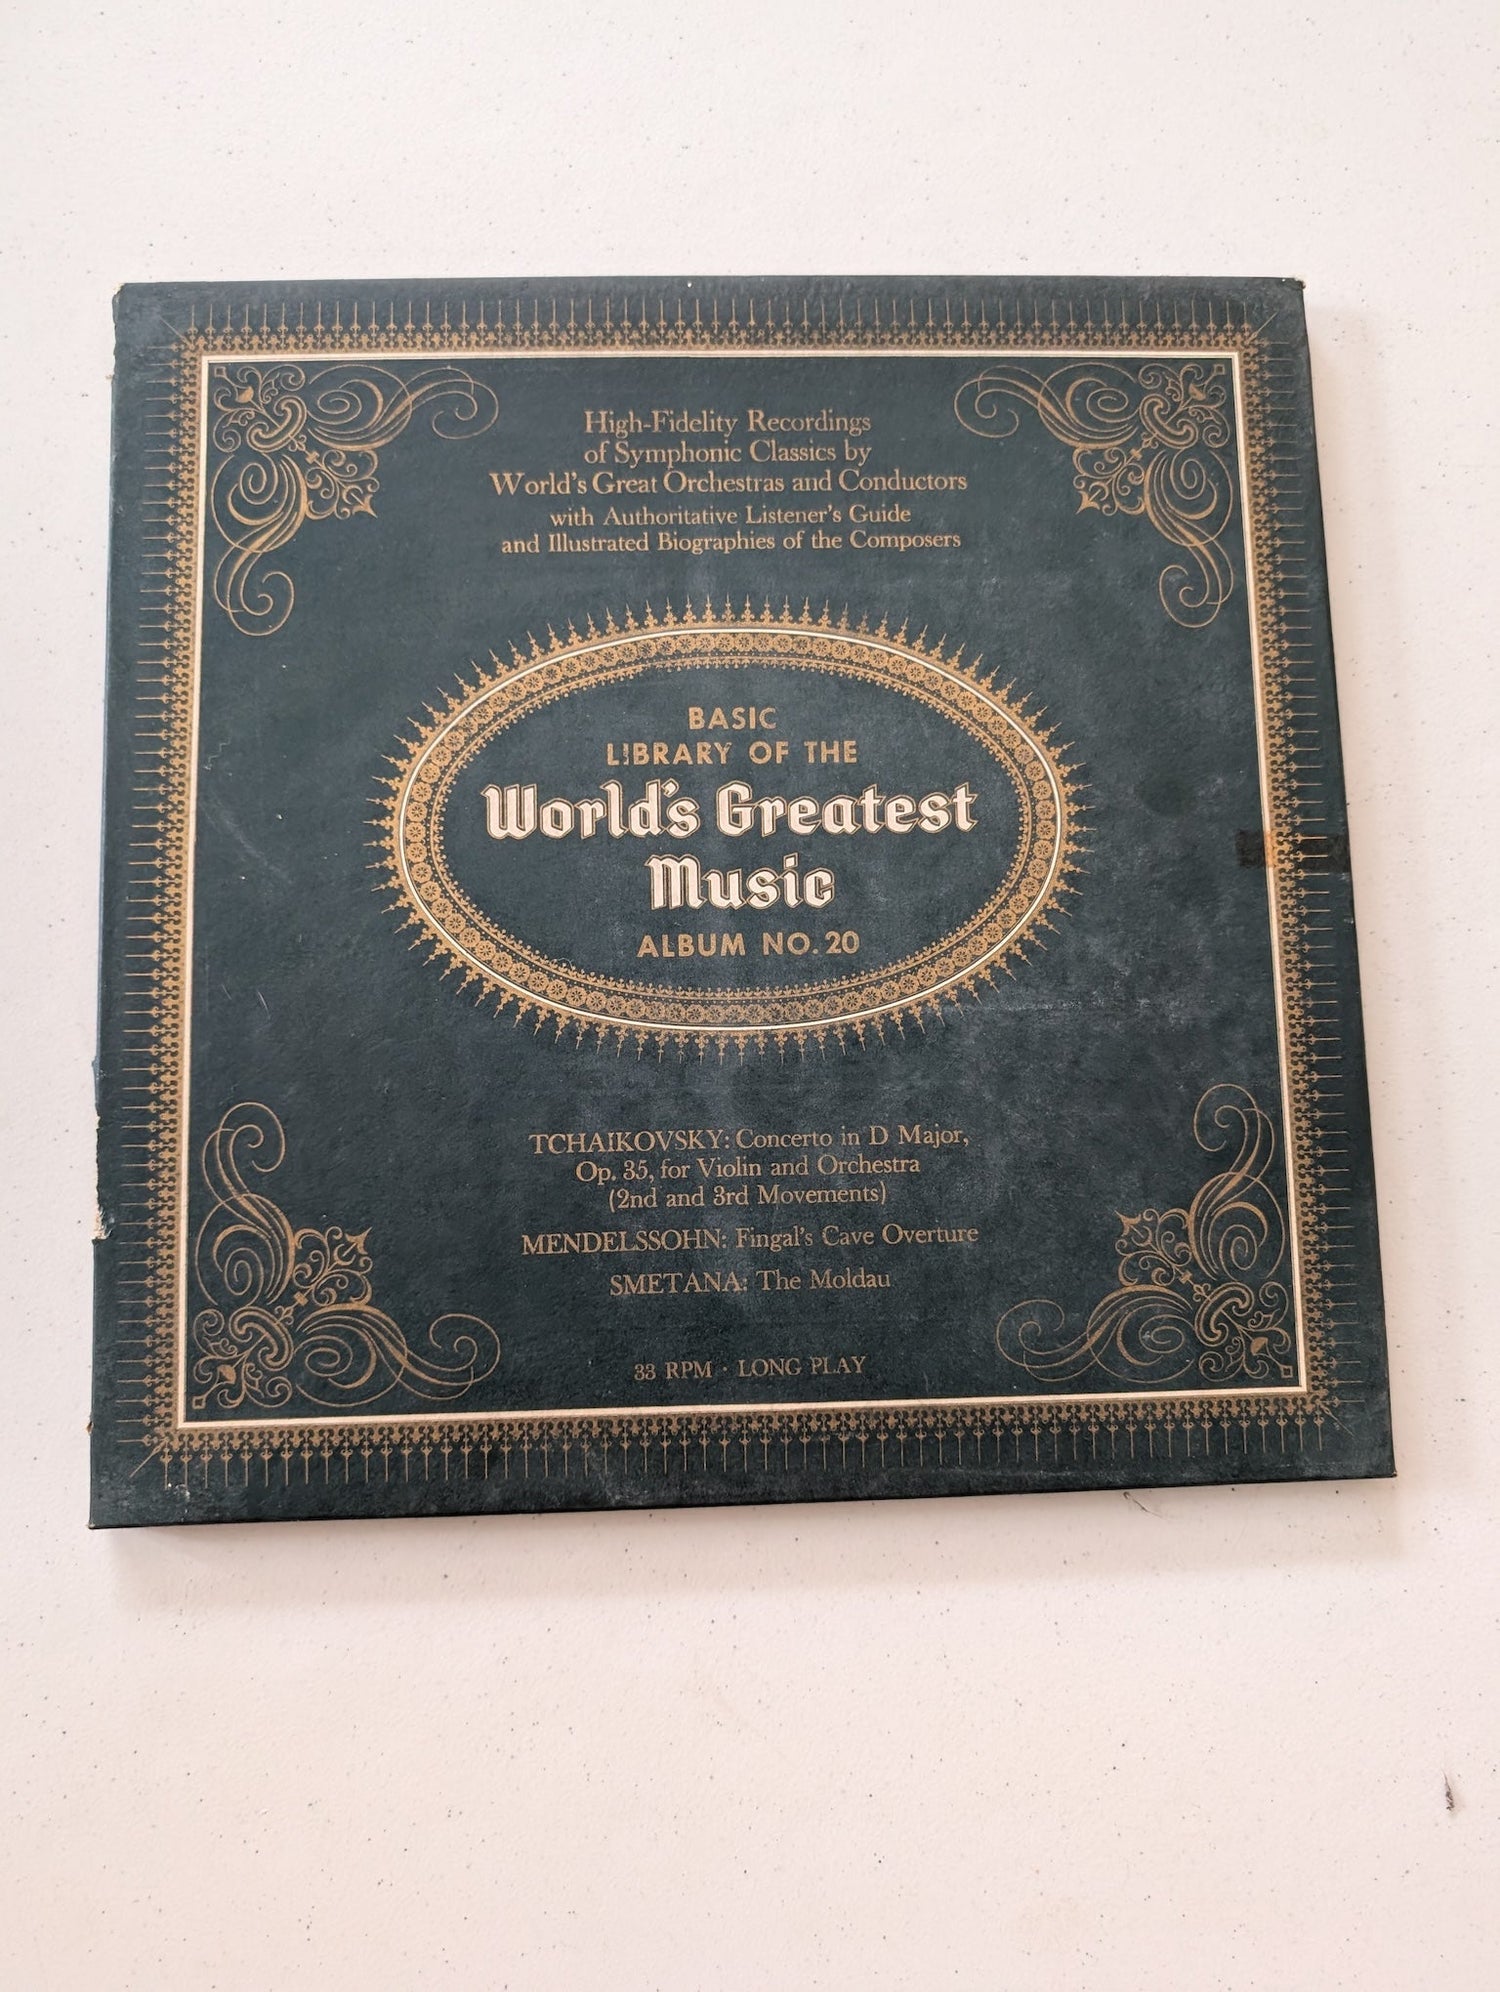 High-Fidelity Recordings
of Symphonic Classics by
World's Great Orchestras and Conductors
with Authoritative Listener's Guide
and Illustrated Biographies of the Composers
BASIC
LIBRARY OF THE
World's Greatest
Music
ALBUM NO. 20
TCHAIKOVSKY: Concerto in D Major,
Op. 35, for Violin and Orchestra
(2nd and 3rd Movements)
MENDELSSOHN: Fingal's Cave Overture
SMETANA: The Moldau
33 RPM · LONG PLAY